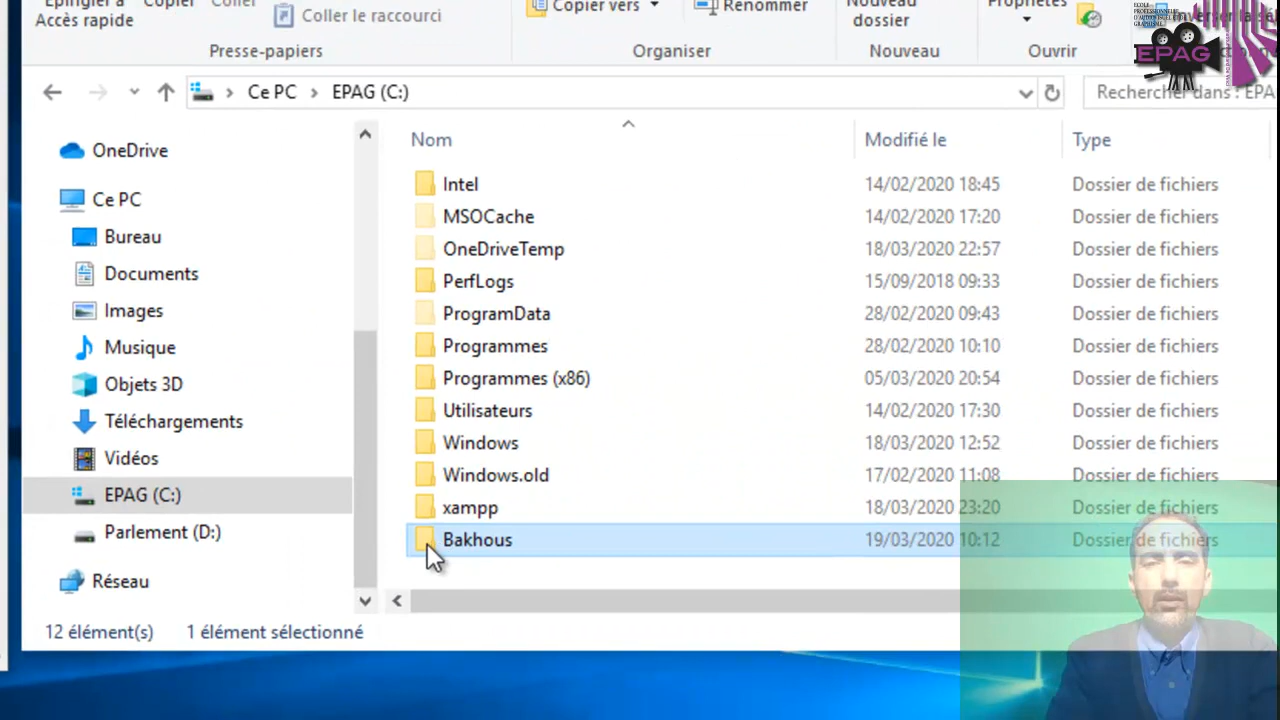 Épingler à
Accès rapide
Copier
Coller
Coller le raccourci
Presse-papiers
Copier vers
Renommer
Organiser
Nouveau
dossier
Nouveau
Propriétés
Ouvrir
ECOLE
PROFESSIONNELLE
EPAG
Ce PC > EPAG (C:)
Rechercher dans : EPA
OneDrive
Ce PC
Bureau
Documents
Images
Musique
Objets 3D
Téléchargements
Vidéos
EPAG (C:)
Parlement (D:)
Réseau
Nom Modifié le Type
Intel 14/02/2020 18:45 Dossier de fichiers
MSOCache 14/02/2020 17:20 Dossier de fichiers
OneDriveTemp 18/03/2020 22:57 Dossier de fichiers
PerfLogs 15/09/2018 09:33 Dossier de fichiers
ProgramData 28/02/2020 09:43 Dossier de fichiers
Programmes 28/02/2020 10:10 Dossier de fichiers
Programmes (x86) 05/03/2020 20:54 Dossier de fichiers
Utilisateurs 14/02/2020 17:30 Dossier de fichiers
Windows 18/03/2020 12:52 Dossier de fichiers
Windows.old 17/02/2020 11:08 Dossier de fichiers
xampp 18/03/2020 23:20 Dossier de fichiers
Bakhous 19/03/2020 10:12 Dossier de fichiers
12 élément(s) 1 élément sélectionné